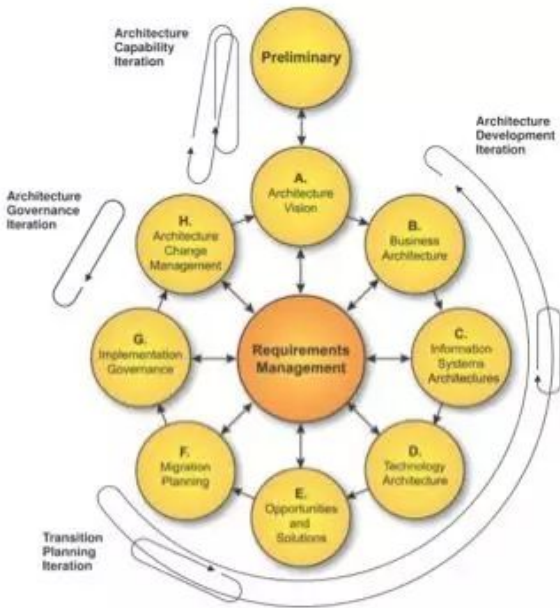 Architecture
Capability
Iteration
Preliminary
Architecture
Development
Iteration
A.
Architecture
Vision
Architecture
Governance
Iteration
H.
Architecture
Change
Management
B.
Business
Architecture
G.
Implementation
Governance
Requirements
Management
C.
Information
Systems
Architectures
F.
Migration
Planning
D.
Technology
Architecture
E.
Opportunities
and
Solutions
Transition
Planning
Iteration